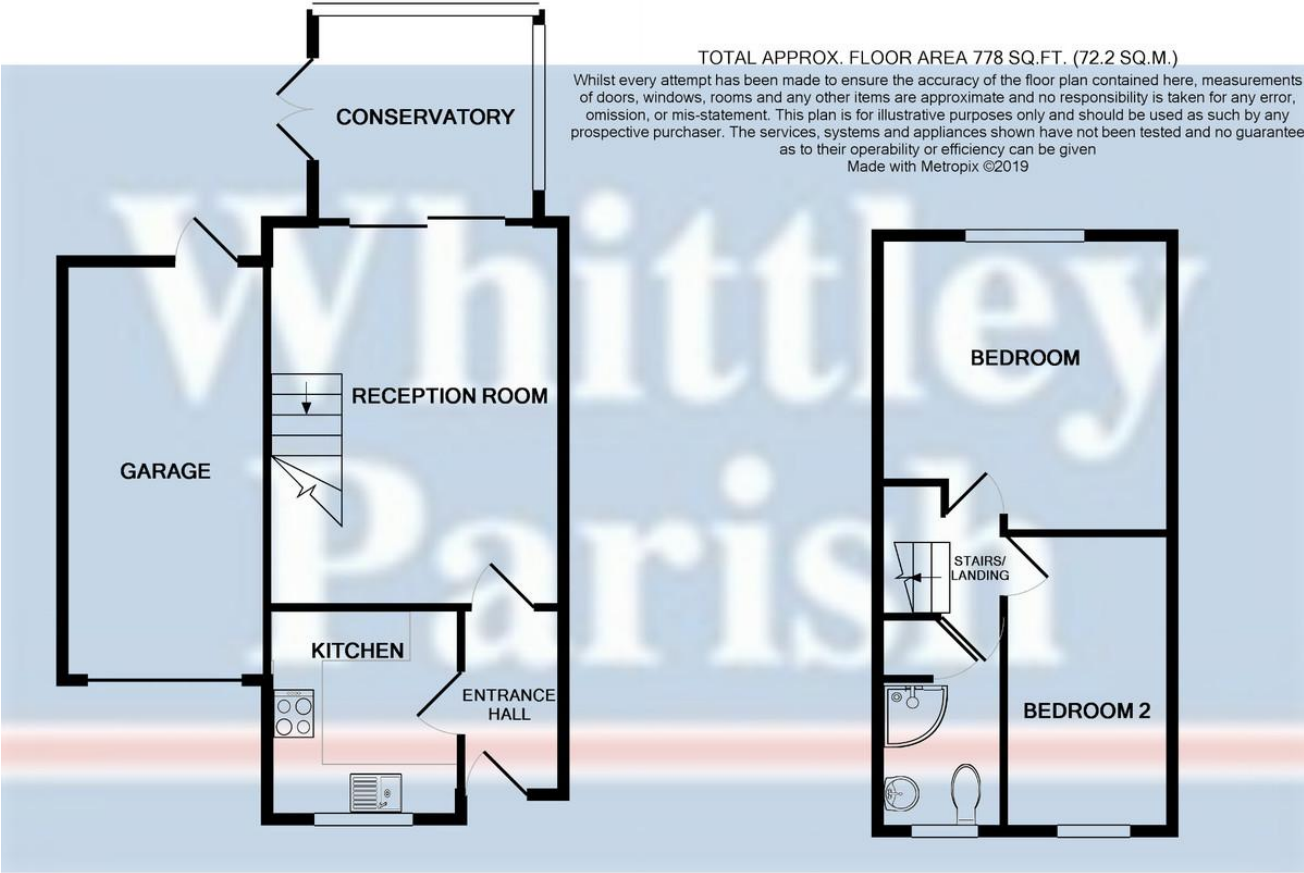 TOTAL APPROX. FLOOR AREA 778 SQ.FT. (72.2 SQ.M.)
Whilst every attempt has been made to ensure the accuracy of the floor plan contained here, measurements
of doors, windows, rooms and any other items are approximate and no responsibility is taken for any error,
omission, or mis-statement. This plan is for illustrative purposes only and should be used as such by any
prospective purchaser. The services, systems and appliances shown have not been tested and no guarantee
as to their operability or efficiency can be given
Made with Metropix ©2019
CONSERVATORY
RECEPTION ROOM
GARAGE
KITCHEN
ENTRANCE
HALL
BEDROOM
STAIRS/
LANDING
BEDROOM 2
Whittley
Parish